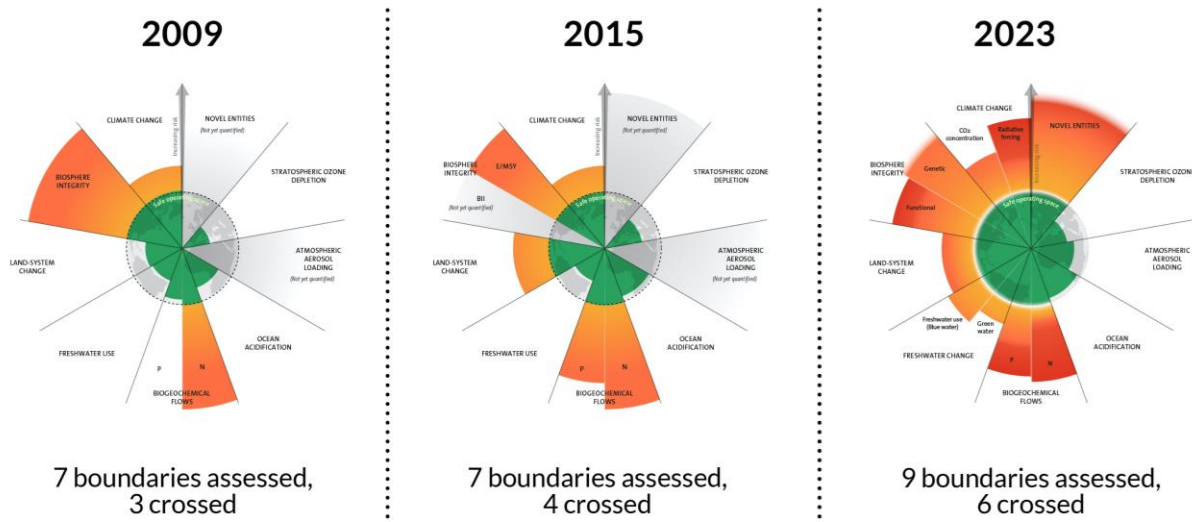 2009
CLIMATE CHANGE
NOVEL ENTITIES
(Not yet quantified)
Increasing risk
STRATOSPHERIC OZONE
DEPLETION
BIOSPHERE
INTEGRITY
Safe operating space
ATMOSPHERIC
AEROSOL
LOADING
(Not yet quantified)
LAND-SYSTEM
CHANGE
OCEAN
ACIDIFICATION
FRESHWATER USE
P
N
BIOGEOCHEMICAL
FLOWS
7 boundaries assessed,
3 crossed
2015
CLIMATE CHANGE
NOVEL ENTITIES
(Not yet quantified)
Increasing risk
STRATOSPHERIC OZONE
DEPLETION
BIOSPHERE
INTEGRITY
E/MSY
BII
(Not yet quantified)
Safe operating space
ATMOSPHERIC
AEROSOL
LOADING
(Not yet quantified)
LAND-SYSTEM
CHANGE
OCEAN
ACIDIFICATION
FRESHWATER USE
P
N
BIOGEOCHEMICAL
FLOWS
7 boundaries assessed,
4 crossed
2023
CLIMATE CHANGE
CO₂
concentration
Radiative
forcing
NOVEL ENTITIES
Increasing risk
STRATOSPHERIC OZONE
DEPLETION
BIOSPHERE
INTEGRITY
Genetic
Functional
Safe operating space
ATMOSPHERIC
AEROSOL
LOADING
LAND-SYSTEM
CHANGE
Freshwater use
(Blue water)
Green
water
OCEAN
ACIDIFICATION
FRESHWATER CHANGE
P
N
BIOGEOCHEMICAL
FLOWS
9 boundaries assessed,
6 crossed